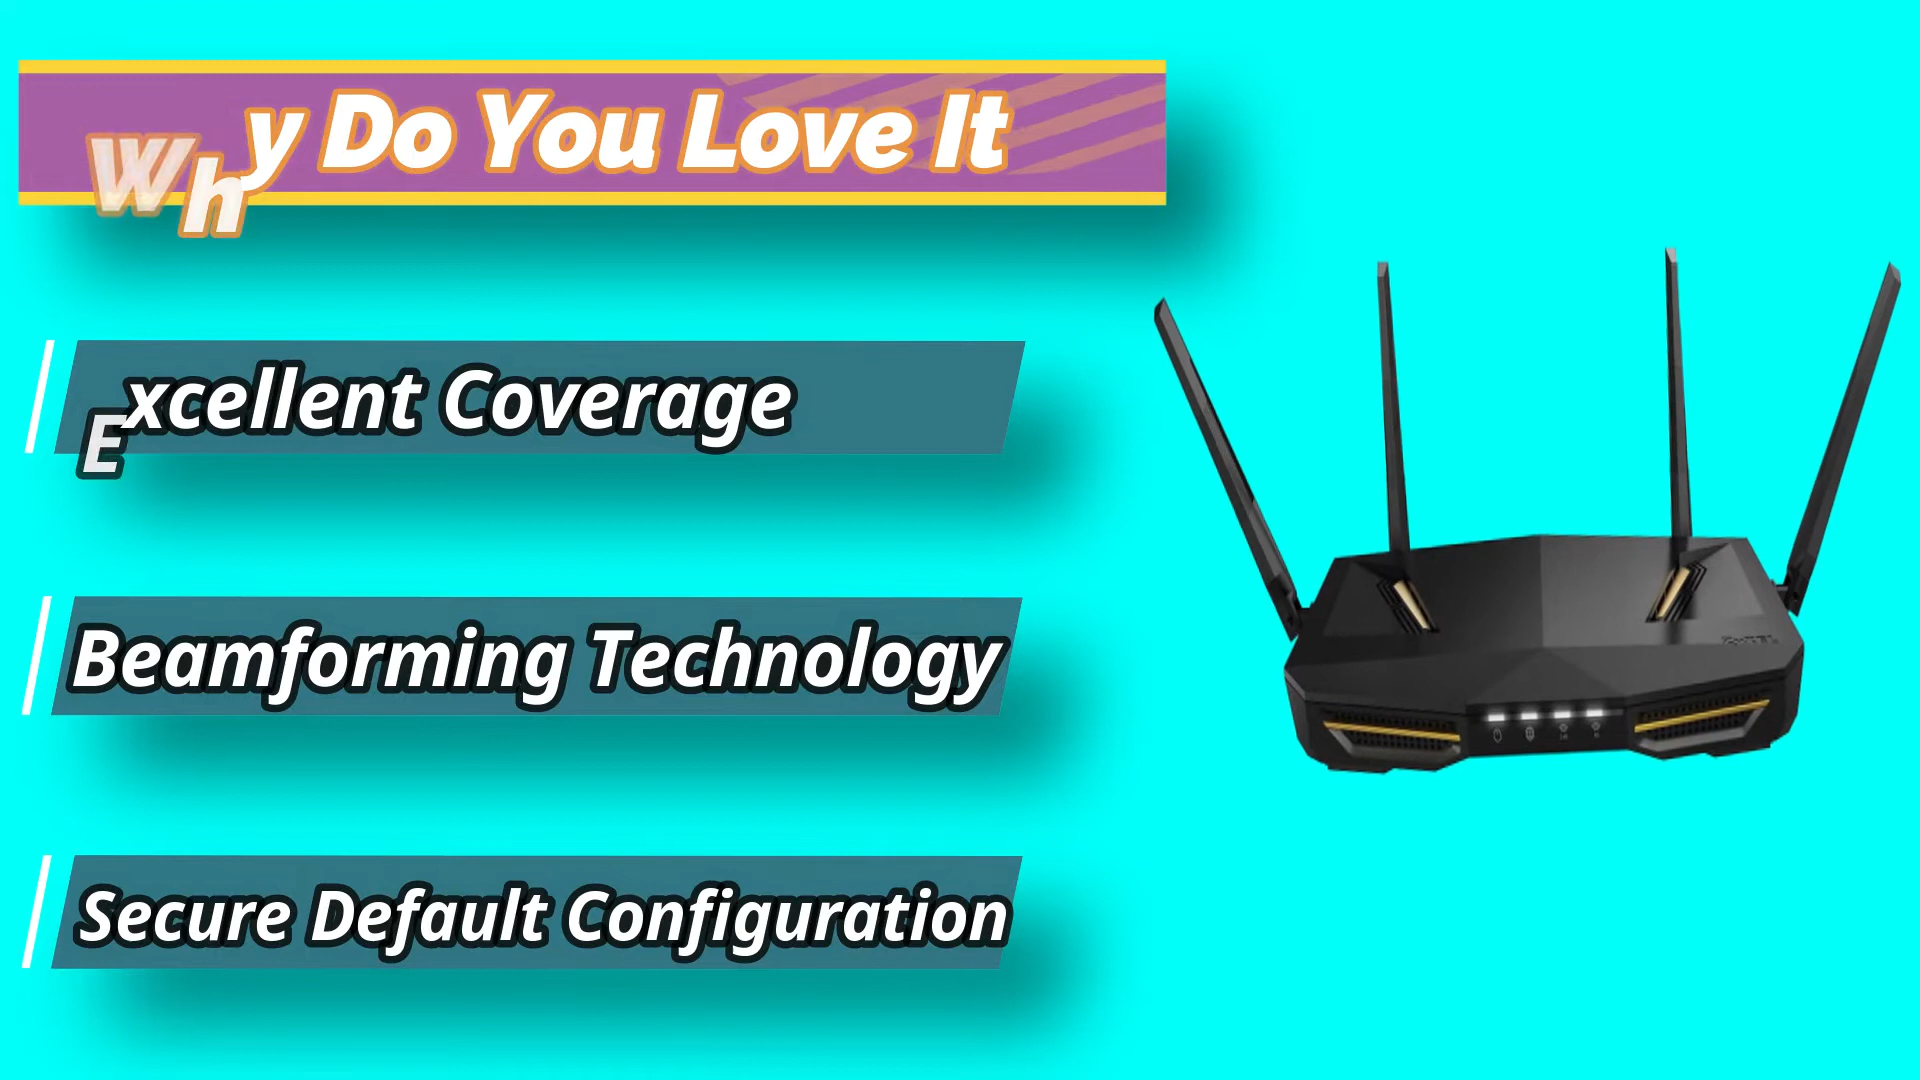 Why Do You Love It
Excellent Coverage
Beamforming Technology
Secure Default Configuration